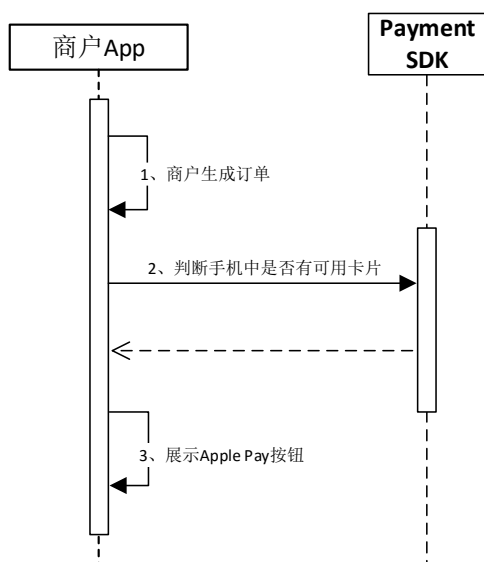 商户App
Payment
SDK
1、商户生成订单
2、判断手机中是否有可用卡片
3、展示Apple Pay按钮